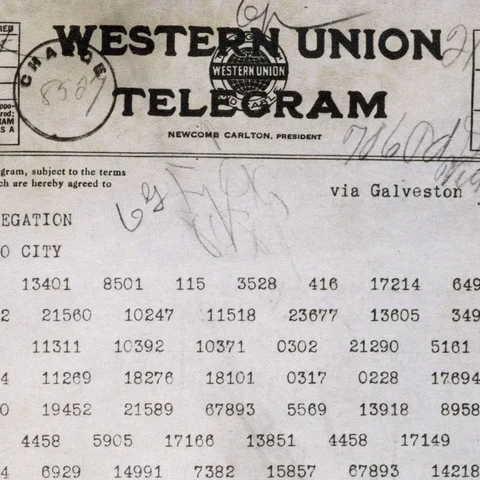 WESTERN UNION
WESTERN UNION
TELEGRAM
NEWCOMB CARLTON, PRESIDENT
CHARGE
8527
gram, subject to the terms
ch are hereby agreed to
via Galveston
EGATION
O CITY
13401 8501 115 3528 416 17214 649
2 21560 10247 11518 23677 13605 349
11311 10392 10371 0302 21290 5161
4 11269 18276 18101 0317 0228 17694
0 19452 21589 67893 5569 13918 8958
4458 5905 17166 13851 4458 17149
4 6929 14991 7382 15857 67893 14218